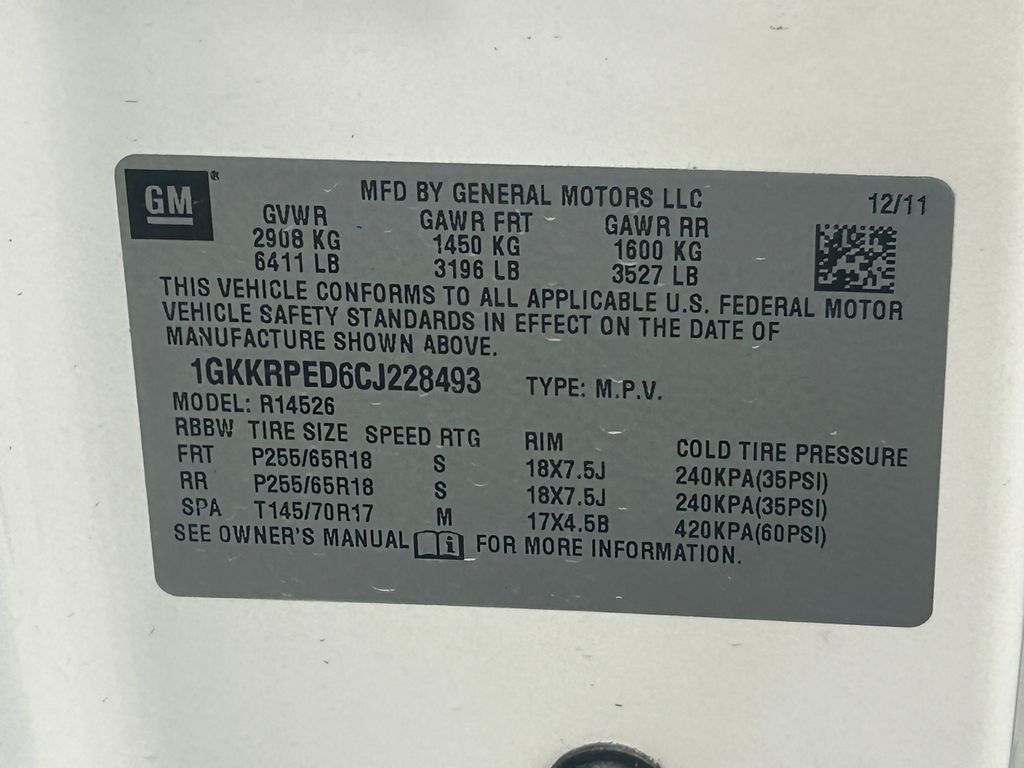 GM®
MFD BY GENERAL MOTORS LLC 12/11
GVWR GAWR FRT GAWR RR
2908 KG 1450 KG 1600 KG
6411 LB 3196 LB 3527 LB
THIS VEHICLE CONFORMS TO ALL APPLICABLE U.S. FEDERAL MOTOR
VEHICLE SAFETY STANDARDS IN EFFECT ON THE DATE OF
MANUFACTURE SHOWN ABOVE.
1GKKRPED6CJ228493 TYPE: M.P.V.
MODEL: R14526
RBBW TIRE SIZE SPEED RTG RIM COLD TIRE PRESSURE
FRT P255/65R18 S 18X7.5J 240KPA(35PSI)
RR P255/65R18 S 18X7.5J 240KPA(35PSI)
SPA T145/70R17 M 17X4.5B 420KPA(60PSI)
SEE OWNER'S MANUAL i FOR MORE INFORMATION.